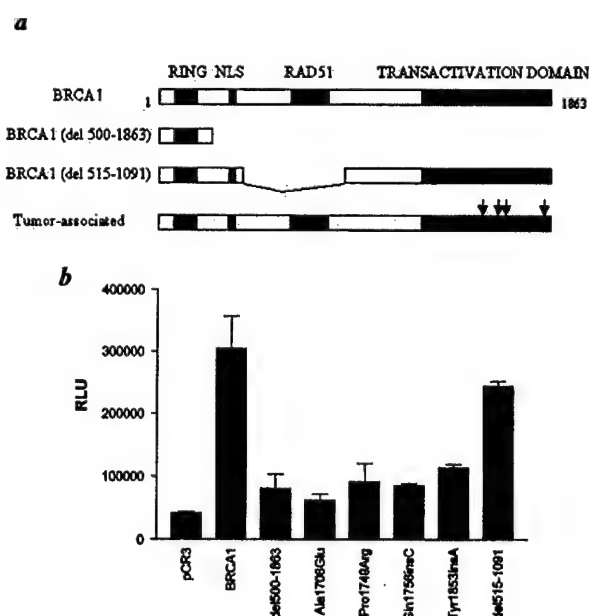 a
RING NLS RAD51 TRANSACTIVATION DOMAIN
BRCA1 1 1863
BRCA1 (del 500-1863)
BRCA1 (del 515-1091)
Tumor-associated
b
400000
300000
200000
100000
0
RLU
pCR3
BRCA1
del500-1863
Ala1708Glu
Pro1749Arg
Gln1756insC
Tyr1853insA
del515-1091